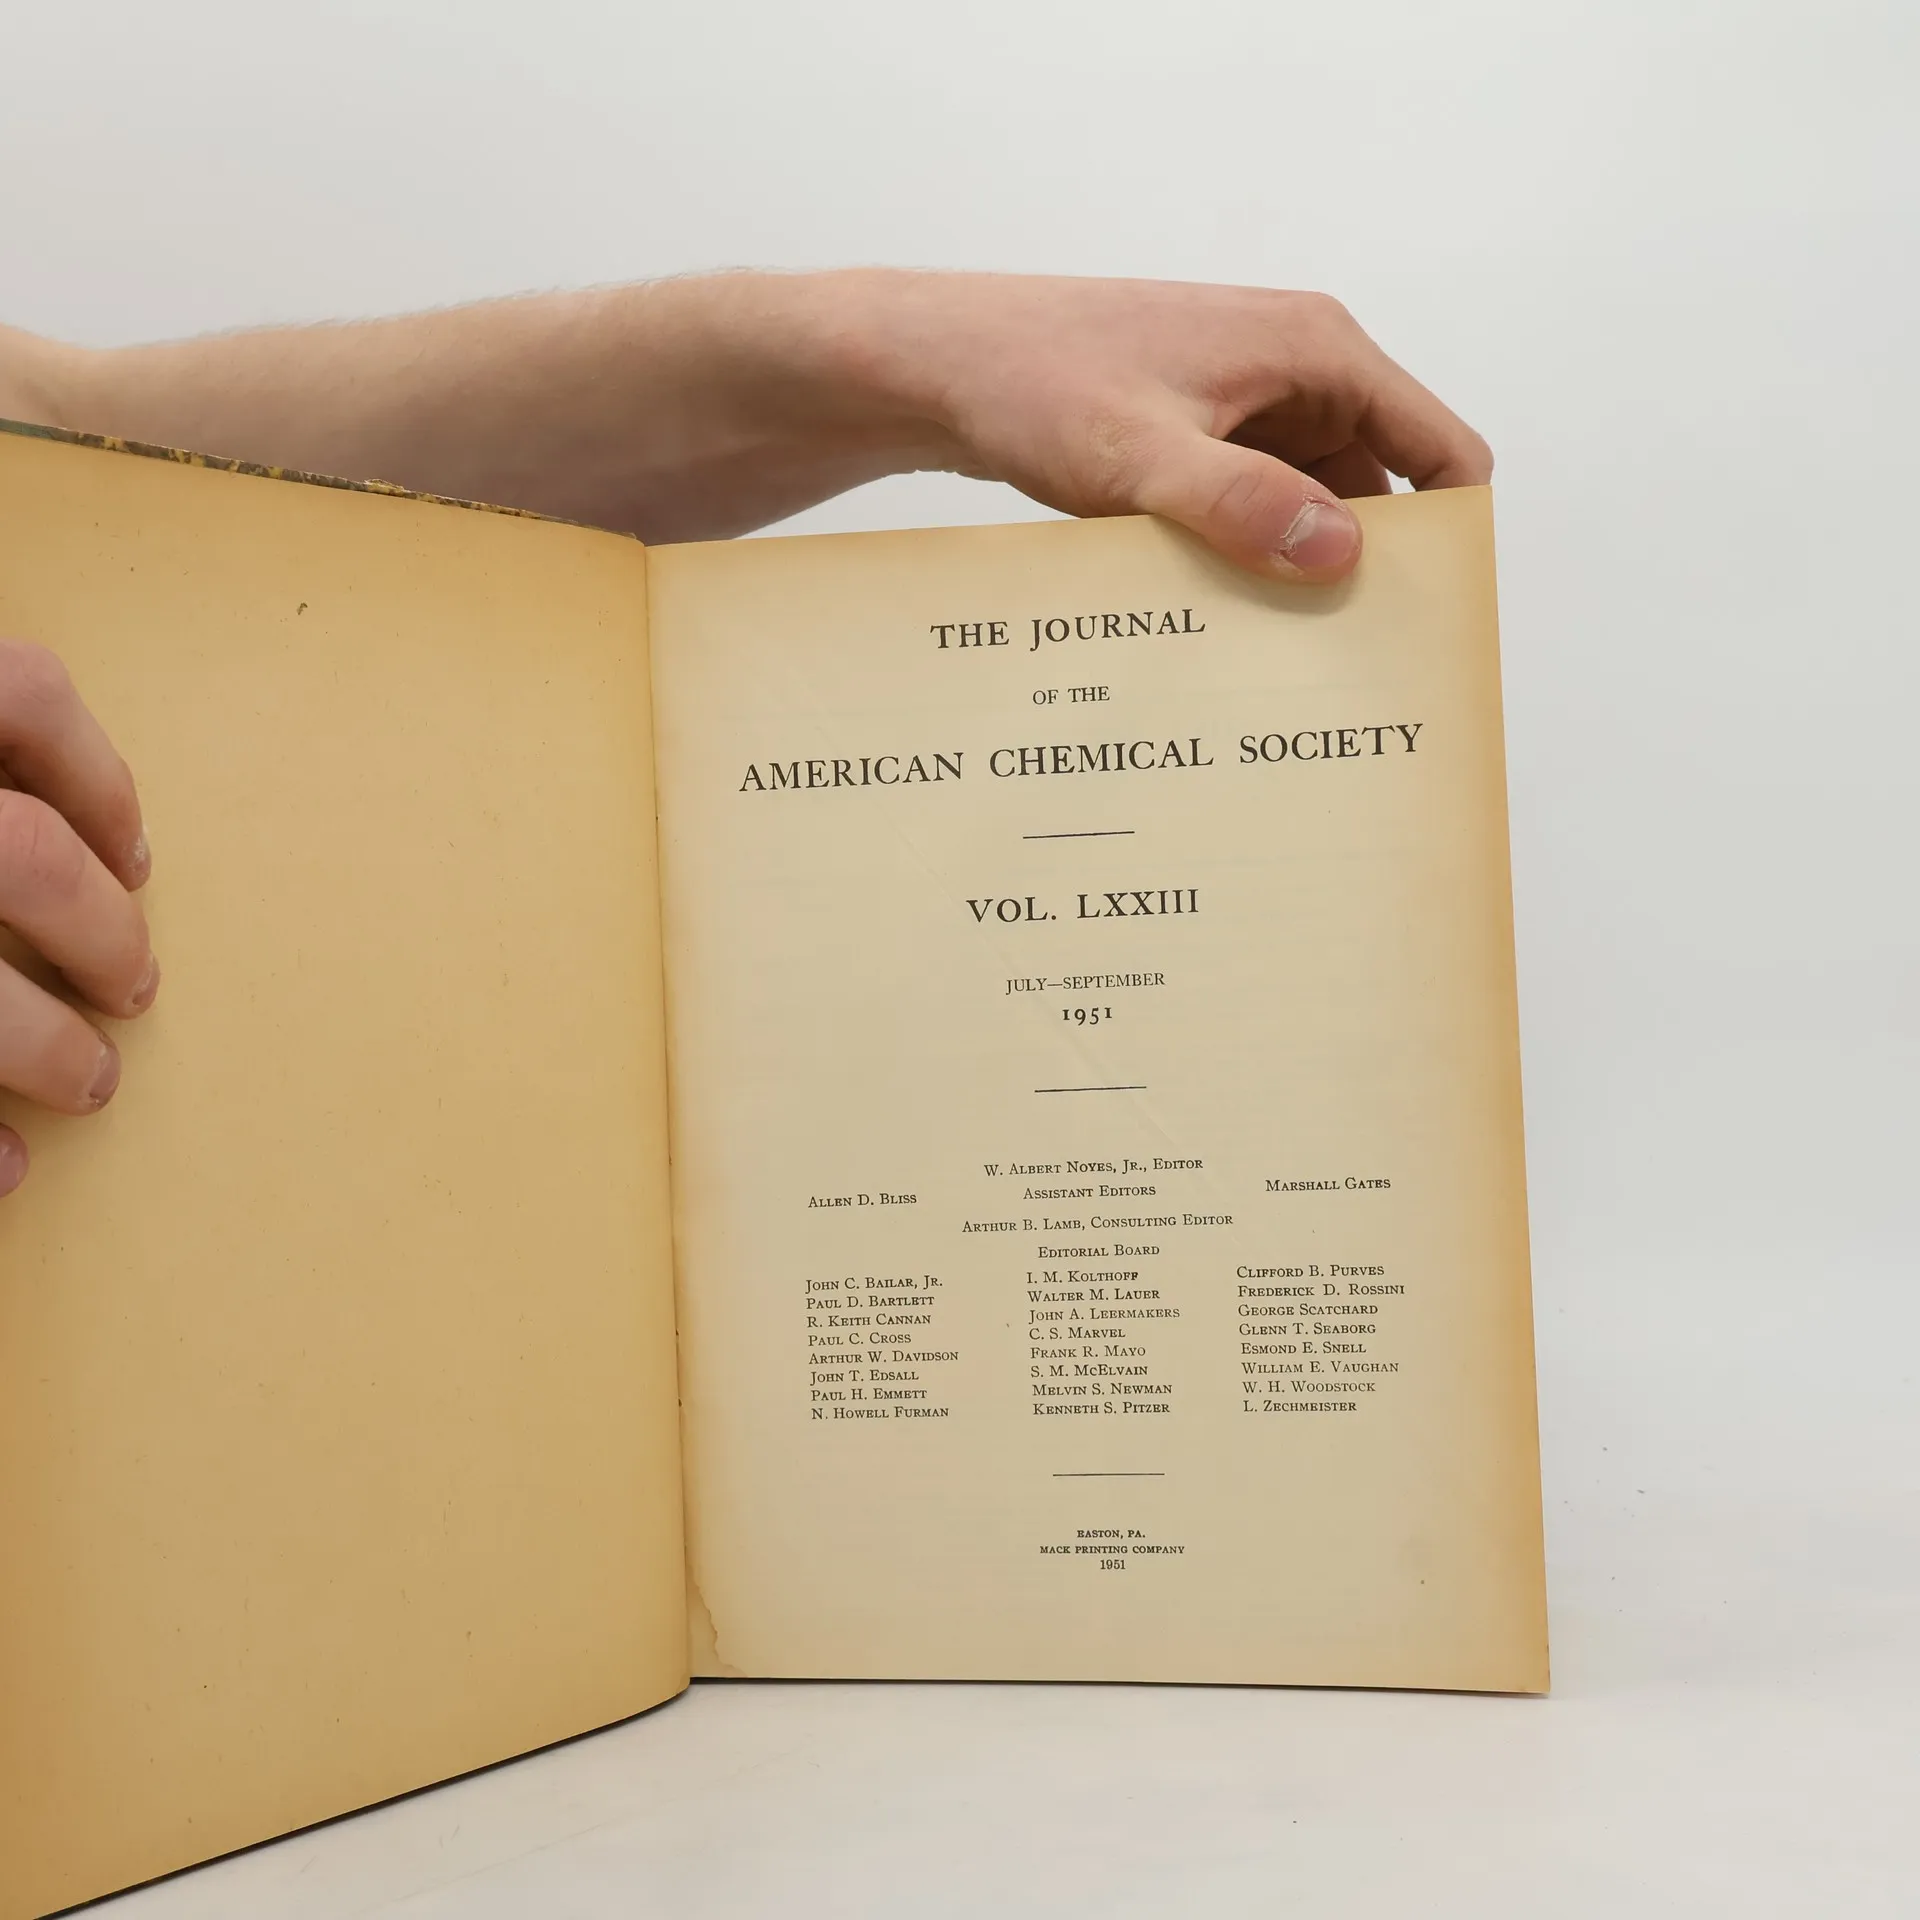 THE JOURNAL
OF THE
AMERICAN CHEMICAL SOCIETY
VOL. LXXIII
JULY—SEPTEMBER
1951
W. ALBERT NOYES, JR., EDITOR
ALLEN D. BLISS ASSISTANT EDITORS MARSHALL GATES
ARTHUR B. LAMB, CONSULTING EDITOR
EDITORIAL BOARD
JOHN C. BAILAR, JR. I. M. KOLTHOFF CLIFFORD B. PURVES
PAUL D. BARTLETT WALTER M. LAUER FREDERICK D. ROSSINI
R. KEITH CANNAN JOHN A. LEERMAKERS GEORGE SCATCHARD
PAUL C. CROSS C. S. MARVEL GLENN T. SEABORG
ARTHUR W. DAVIDSON FRANK R. MAYO ESMOND E. SNELL
JOHN T. EDSALL S. M. MCELVAIN WILLIAM E. VAUGHAN
PAUL H. EMMETT MELVIN S. NEWMAN W. H. WOODSTOCK
N. HOWELL FURMAN KENNETH S. PITZER L. ZECHMEISTER
EASTON, PA.
MACK PRINTING COMPANY
1951